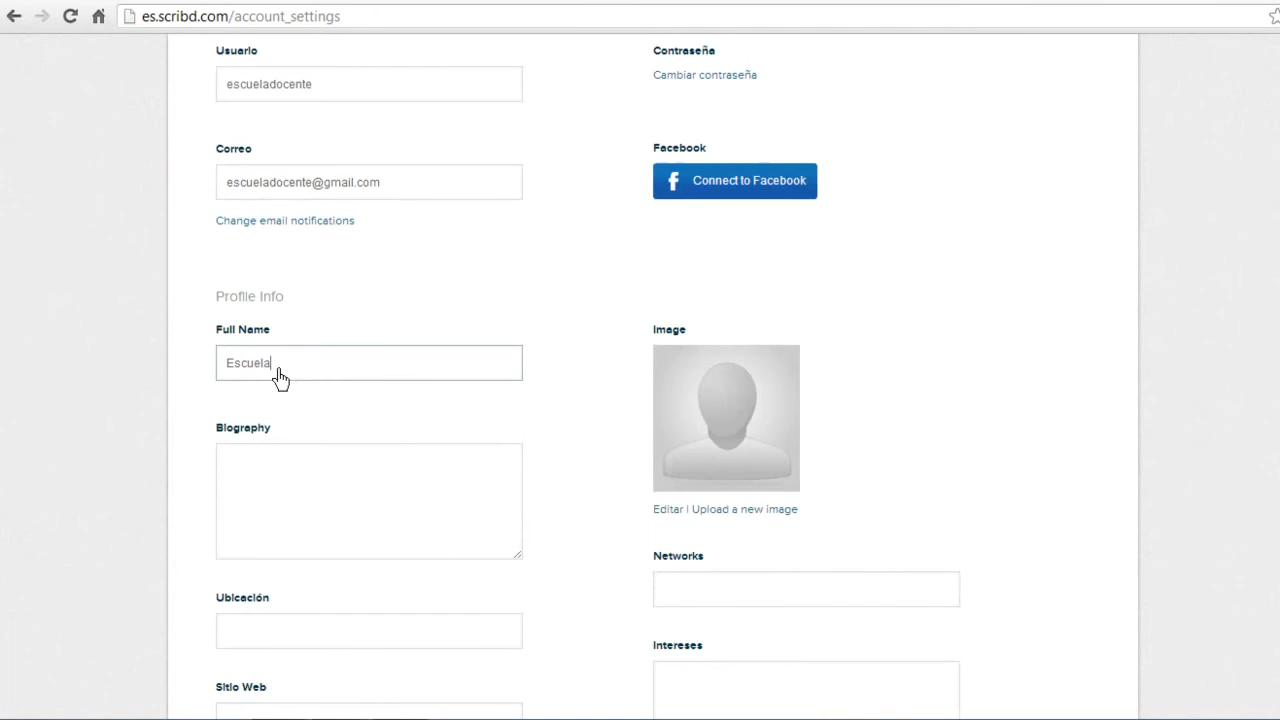 es.scribd.com/account_settings
Usuario
Contraseña
escueladocente
Cambiar contraseña
Correo
Facebook
escueladocente@gmail.com
Connect to Facebook
Change email notifications
Profile Info
Full Name
Image
Escuela
Biography
Editar | Upload a new image
Networks
Ubicación
Intereses
Sitio Web